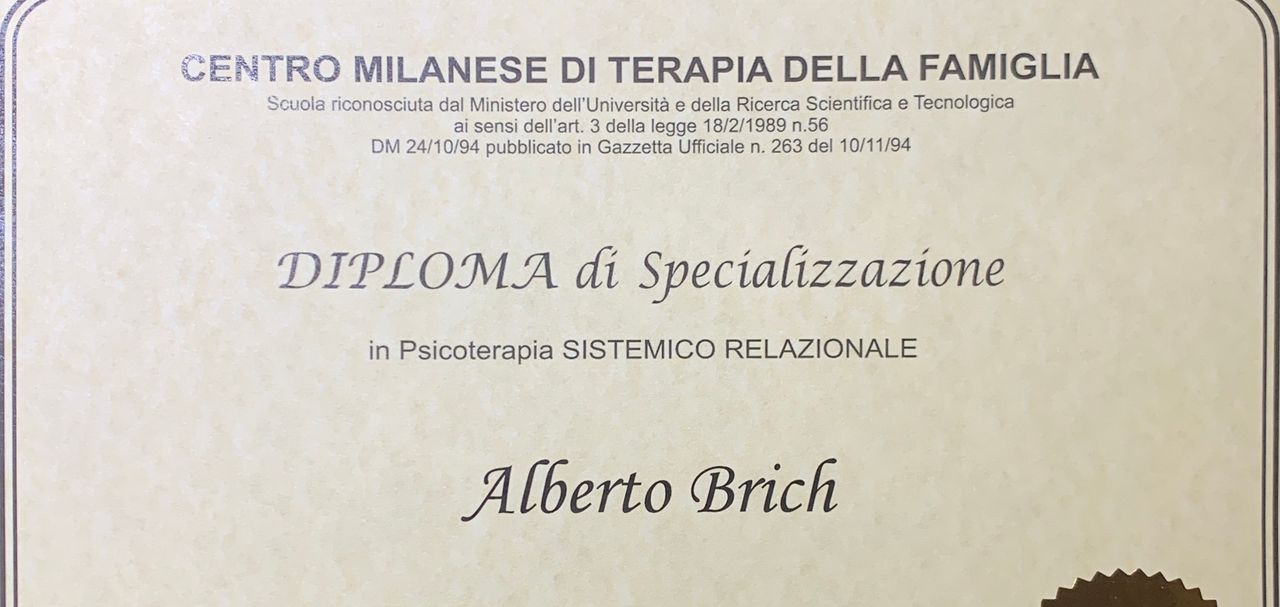 CENTRO MILANESE DI TERAPIA DELLA FAMIGLIA
Scuola riconosciuta dal Ministero dell'Università e della Ricerca Scientifica e Tecnologica
ai sensi dell'art. 3 della legge 18/2/1989 n.56
DM 24/10/94 pubblicato in Gazzetta Ufficiale n. 263 del 10/11/94
DIPLOMA di Specializzazione
in Psicoterapia SISTEMICO RELAZIONALE
Alberto Brich